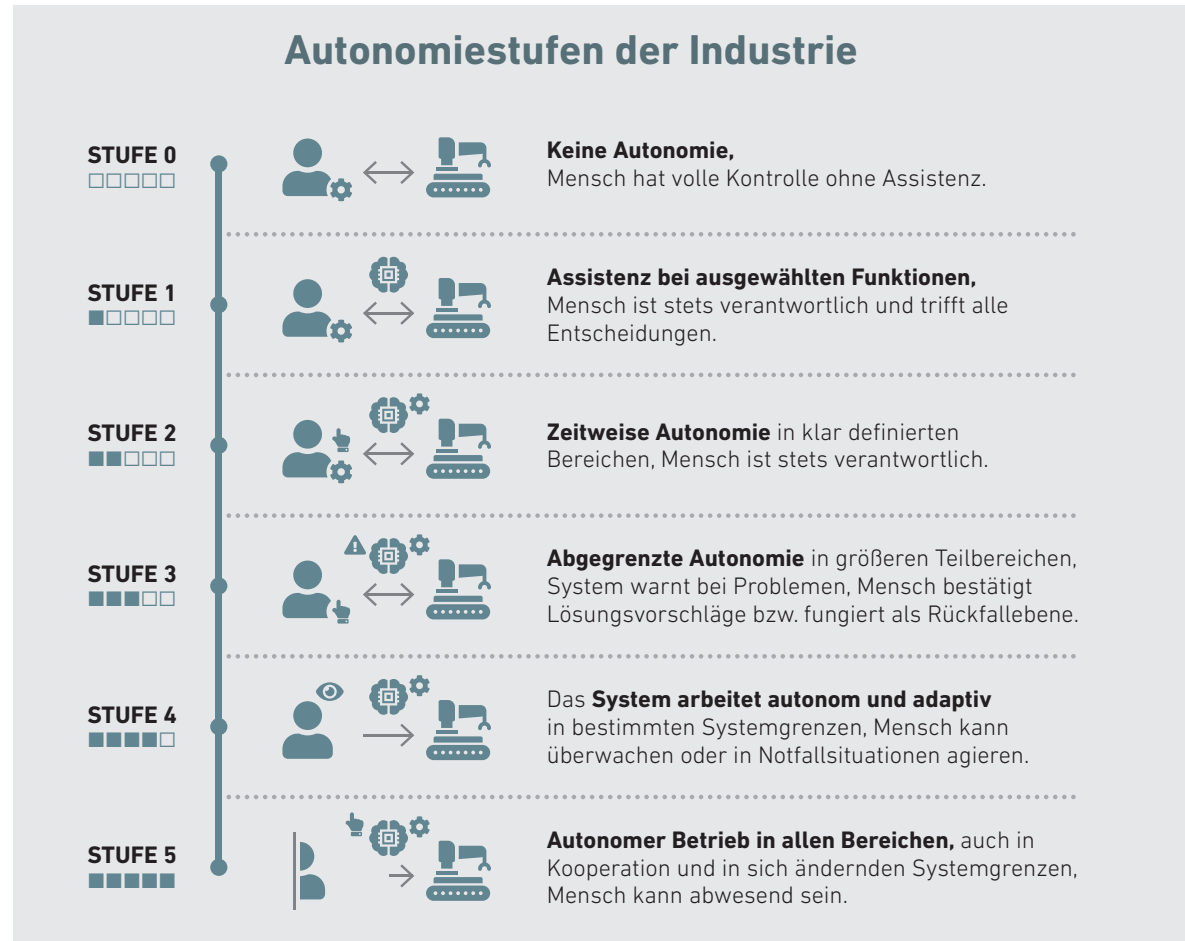 Autonomiestufen der Industrie
STUFE 0
Keine Autonomie,
Mensch hat volle Kontrolle ohne Assistenz.
STUFE 1
Assistenz bei ausgewählten Funktionen,
Mensch ist stets verantwortlich und trifft alle
Entscheidungen.
STUFE 2
Zeitweise Autonomie in klar definierten
Bereichen, Mensch ist stets verantwortlich.
STUFE 3
Abgegrenzte Autonomie in größeren Teilbereichen,
System warnt bei Problemen, Mensch bestätigt
Lösungsvorschläge bzw. fungiert als Rückfallebene.
STUFE 4
Das System arbeitet autonom und adaptiv
in bestimmten Systemgrenzen, Mensch kann
überwachen oder in Notfallsituationen agieren.
STUFE 5
Autonomer Betrieb in allen Bereichen, auch in
Kooperation und in sich ändernden Systemgrenzen,
Mensch kann abwesend sein.